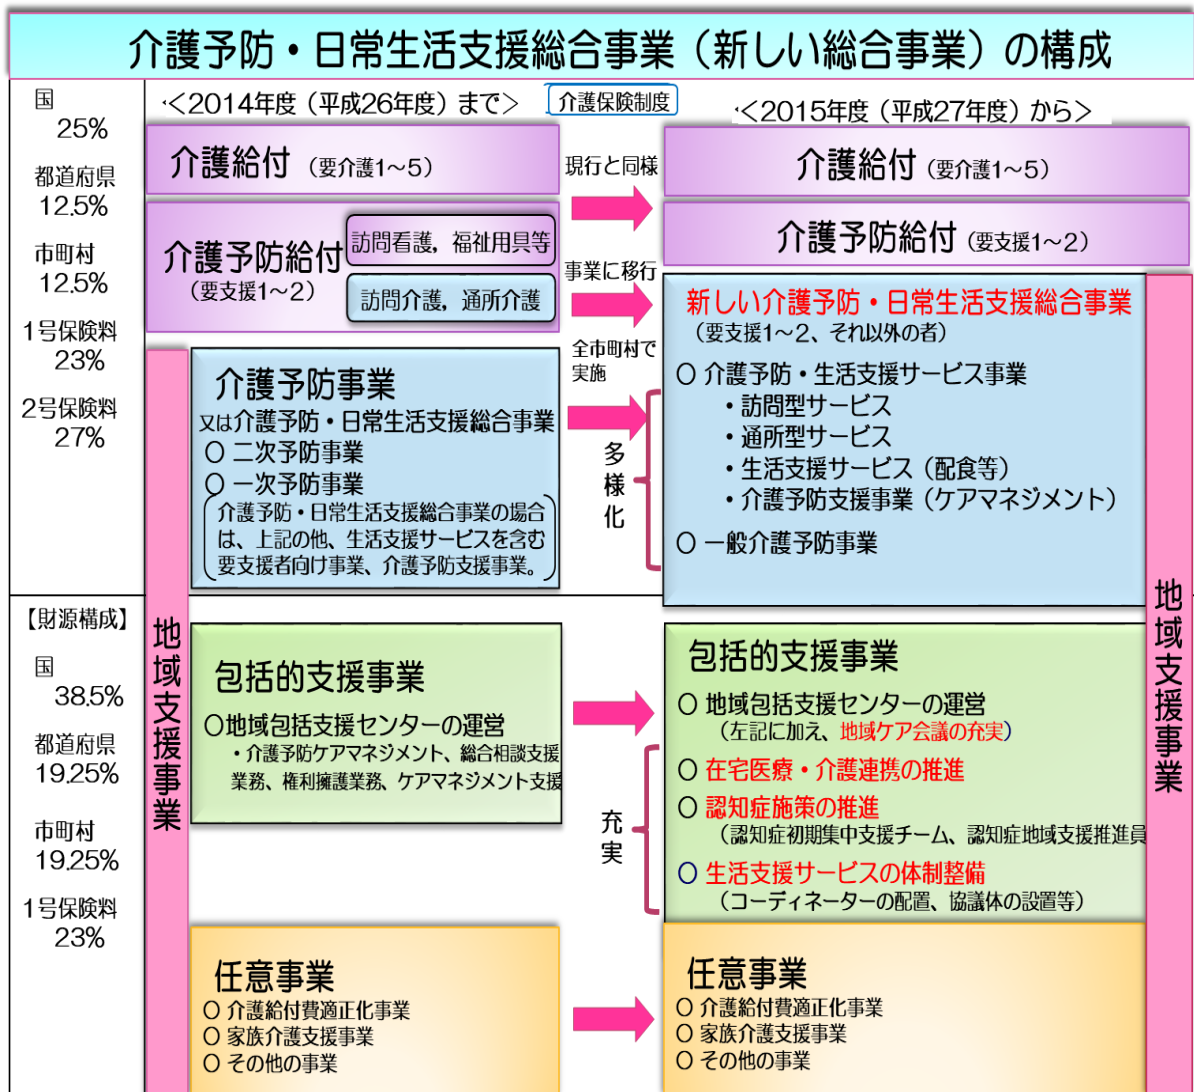 介護予防・日常生活支援総合事業（新しい総合事業）の構成
国
25%
都道府県
12.5%
市町村
12.5%
1号保険料
23%
2号保険料
27%
【財源構成】
国
38.5%
都道府県
19.25%
市町村
19.25%
1号保険料
23%
＜2014年度（平成26年度）まで＞
介護保険制度
＜2015年度（平成27年度）から＞
介護給付（要介護1～5）
現行と同様
介護給付（要介護1～5）
介護予防給付
（要支援1～2）
訪問看護，福祉用具等
訪問介護，通所介護
事業に移行
介護予防給付（要支援1～2）
全市町村で
実施
介護予防事業
又は介護予防・日常生活支援総合事業
〇 二次予防事業
〇 一次予防事業
介護予防・日常生活支援総合事業の場合
は、上記の他、生活支援サービスを含む
要支援者向け事業、介護予防支援事業。
多様化
新しい介護予防・日常生活支援総合事業
（要支援1～2、それ以外の者）
〇 介護予防・生活支援サービス事業
・訪問型サービス
・通所型サービス
・生活支援サービス（配食等）
・介護予防支援事業（ケアマネジメント）
〇 一般介護予防事業
地域支援事業
包括的支援事業
〇地域包括支援センターの運営
・介護予防ケアマネジメント、総合相談支援
業務、権利擁護業務、ケアマネジメント支援
充実
包括的支援事業
〇 地域包括支援センターの運営
（左記に加え、地域ケア会議の充実）
〇 在宅医療・介護連携の推進
〇 認知症施策の推進
（認知症初期集中支援チーム、認知症地域支援推進員
〇 生活支援サービスの体制整備
（コーディネーターの配置、協議体の設置等）
地域支援事業
任意事業
〇 介護給付費適正化事業
〇 家族介護支援事業
〇 その他の事業
任意事業
〇 介護給付費適正化事業
〇 家族介護支援事業
〇 その他の事業